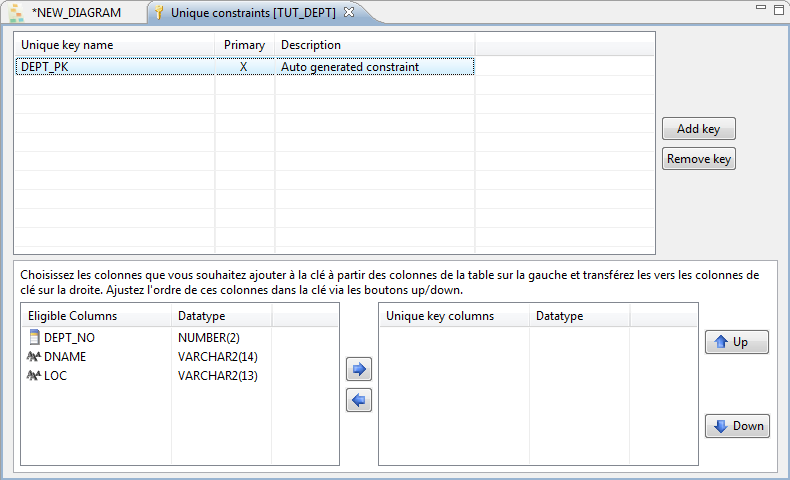 *NEW_DIAGRAM
Unique constraints [TUT_DEPT]
Unique key name Primary Description
DEPT_PK X Auto generated constraint
Add key
Remove key
Choisissez les colonnes que vous souhaitez ajouter à la clé à partir des colonnes de la table sur la gauche et transférez les vers les colonnes de
clé sur la droite. Ajustez l'ordre de ces colonnes dans la clé via les boutons up/down.
Eligible Columns Datatype
DEPT_NO NUMBER(2)
DNAME VARCHAR2(14)
LOC VARCHAR2(13)
Unique key columns Datatype
Up
Down